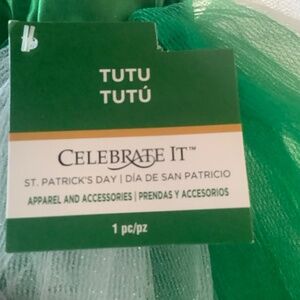 TUTU
TUTÚ
CELEBRATE IT™
ST. PATRICK'S DAY | DÍA DE SAN PATRICIO
APPAREL AND ACCESSORIES | PRENDAS Y ACCESORIOS
1 pc/pz